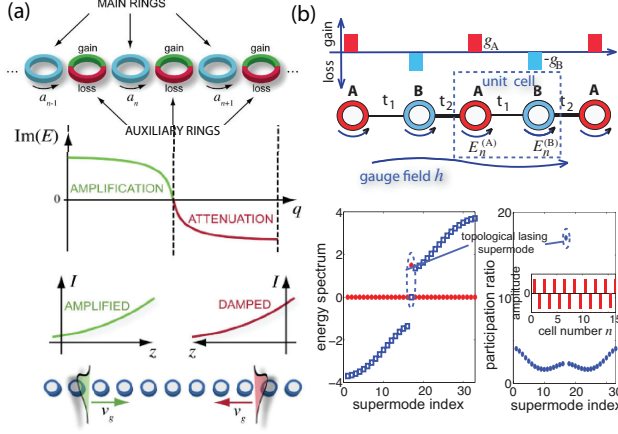 (a)
MAIN RINGS
gain
gain
...
...
a_{n-1}
loss
a_n
a_{n+1}
loss
AUXILIARY RINGS
Im(E)
AMPLIFICATION
0
q
ATTENUATION
I
I
AMPLIFIED
DAMPED
z
z
v_g
v_g
(b)
gain
loss
g_A
-g_B
unit cell
A
B
A
B
A
t_1
t_2
t_1
t_2
E_n^{(A)}
E_n^{(B)}
gauge field h
energy spectrum
4
2
0
-2
-4
0
10
20
30
supermode index
topological lasing
supermode
participation ratio
20
15
10
5
0
0
10
20
30
supermode index
amplitude
0
0
5
10
15
cell number n